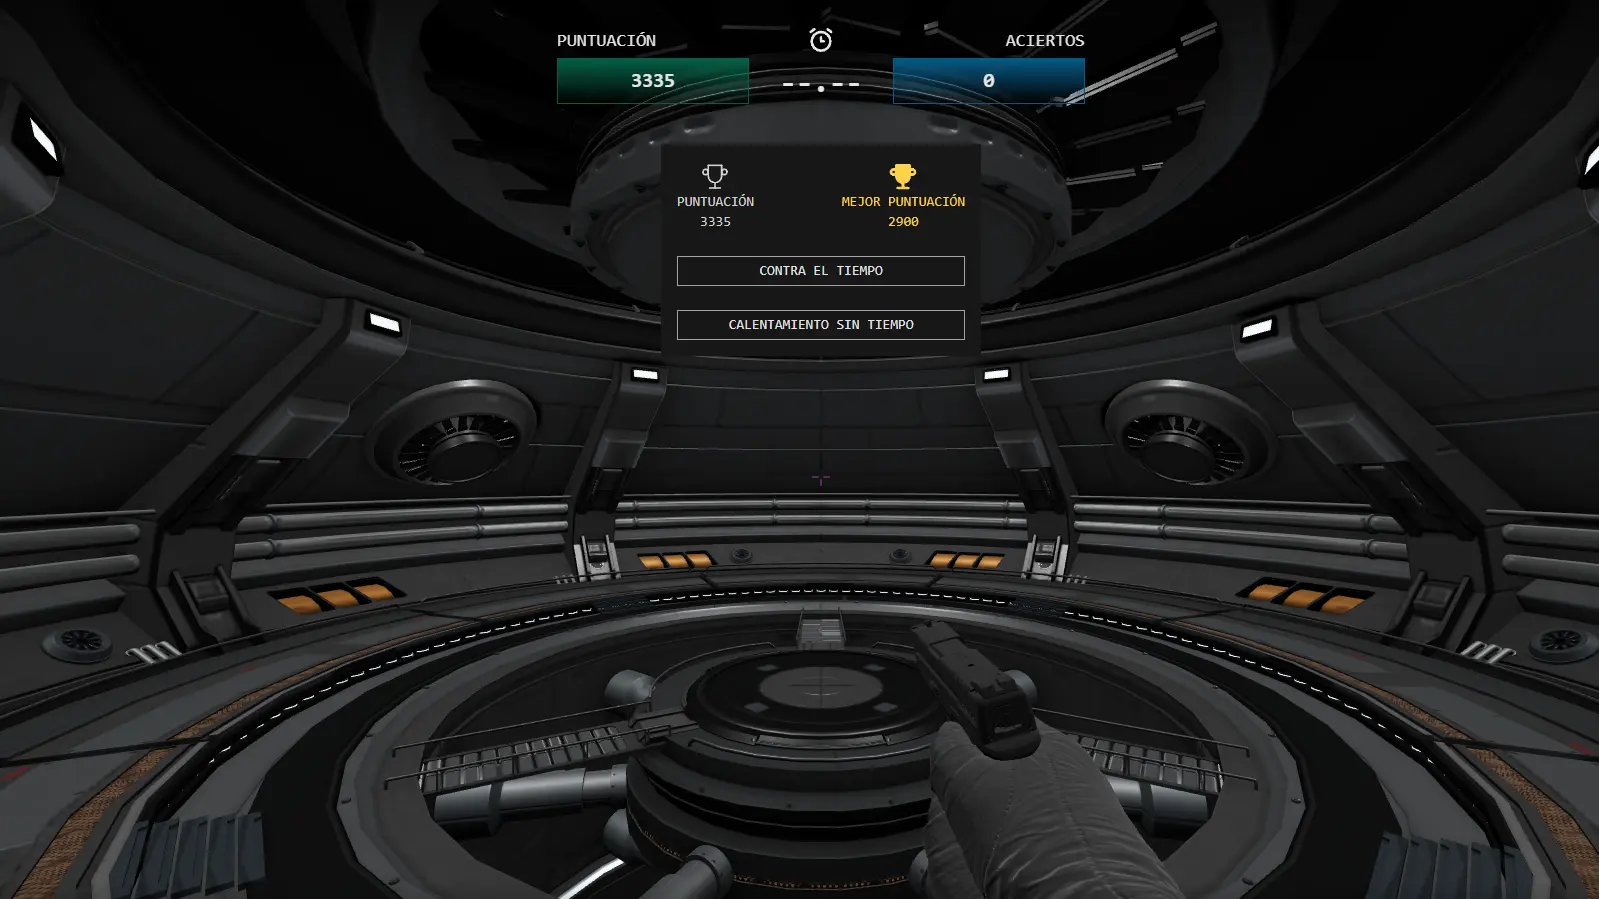 PUNTUACIÓN
ACIERTOS
3335
--.--
0
PUNTUACIÓN
3335
MEJOR PUNTUACIÓN
2900
CONTRA EL TIEMPO
CALENTAMIENTO SIN TIEMPO